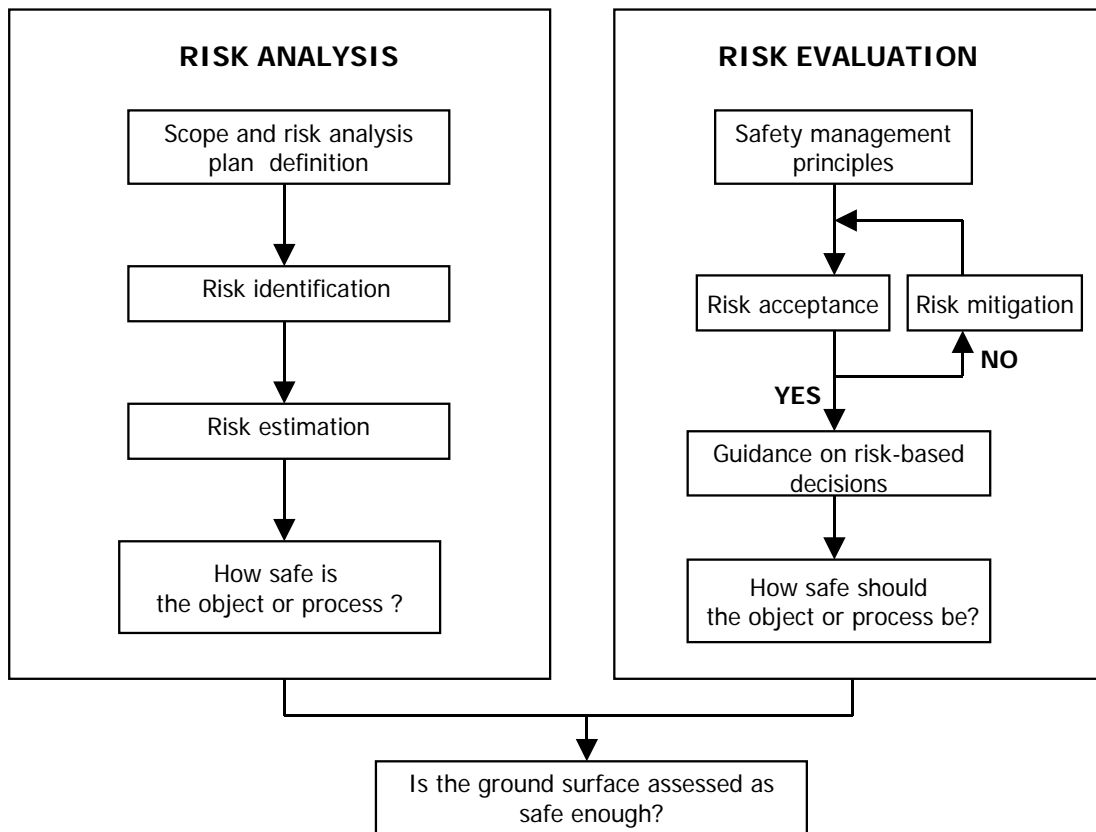 RISK ANALYSIS
Scope and risk analysis
plan definition
Risk identification
Risk estimation
How safe is
the object or process ?
RISK EVALUATION
Safety management
principles
Risk acceptance
Risk mitigation
NO
YES
Guidance on risk-based
decisions
How safe should
the object or process be?
Is the ground surface assessed as
safe enough?